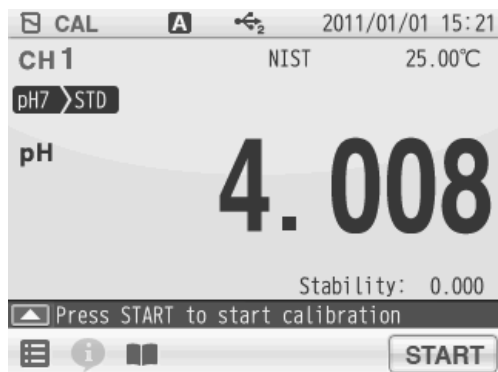 CAL A 2 2011/01/01 15:21
CH1 NIST 25.00℃
pH7 STD
pH 4.008
Stability: 0.000
Press START to start calibration
START